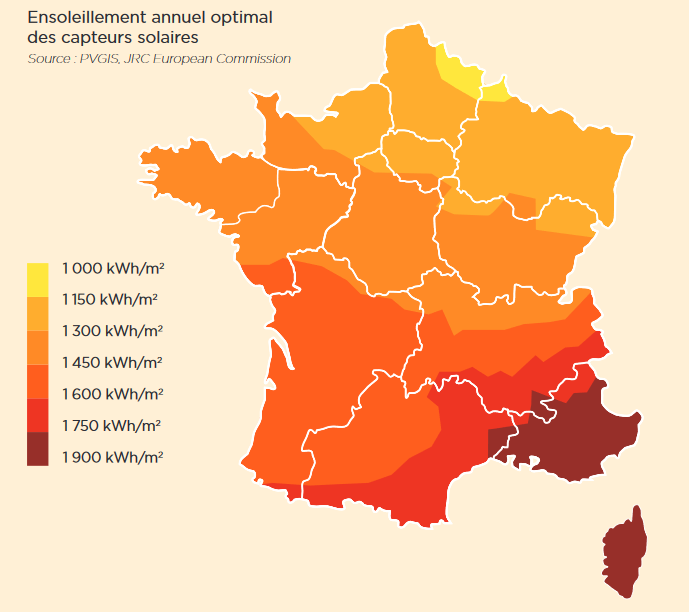 Ensoleillement annuel optimal
des capteurs solaires
Source : PVGIS, JRC European Commission
1 000 kWh/m²
1 150 kWh/m²
1 300 kWh/m²
1 450 kWh/m²
1 600 kWh/m²
1 750 kWh/m²
1 900 kWh/m²